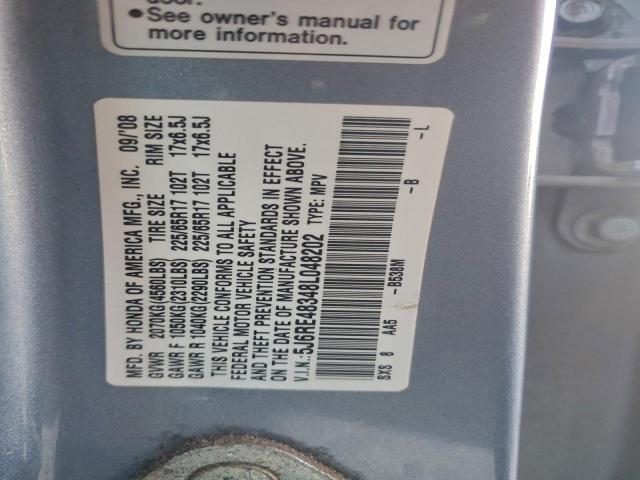 door.
●See owner's manual for
more information.
MFD. BY HONDA OF AMERICA MFG., INC. 09/'08
GVWR 2070KG(4560LBS) TIRE SIZE RIM SIZE
GAWR F 1050KG(2310LBS) 225/65R17 102T 17x6.5J
GAWR R 1040KG(2290LBS) 225/65R17 102T 17x6.5J
THIS VEHICLE CONFORMS TO ALL APPLICABLE
FEDERAL MOTOR VEHICLE SAFETY
AND THEFT PREVENTION STANDARDS IN EFFECT
ON THE DATE OF MANUFACTURE SHOWN ABOVE.
V.I.N.:5J6RE48348L048202 TYPE: MPV
SXS 8 AA5 -B538M -B -L